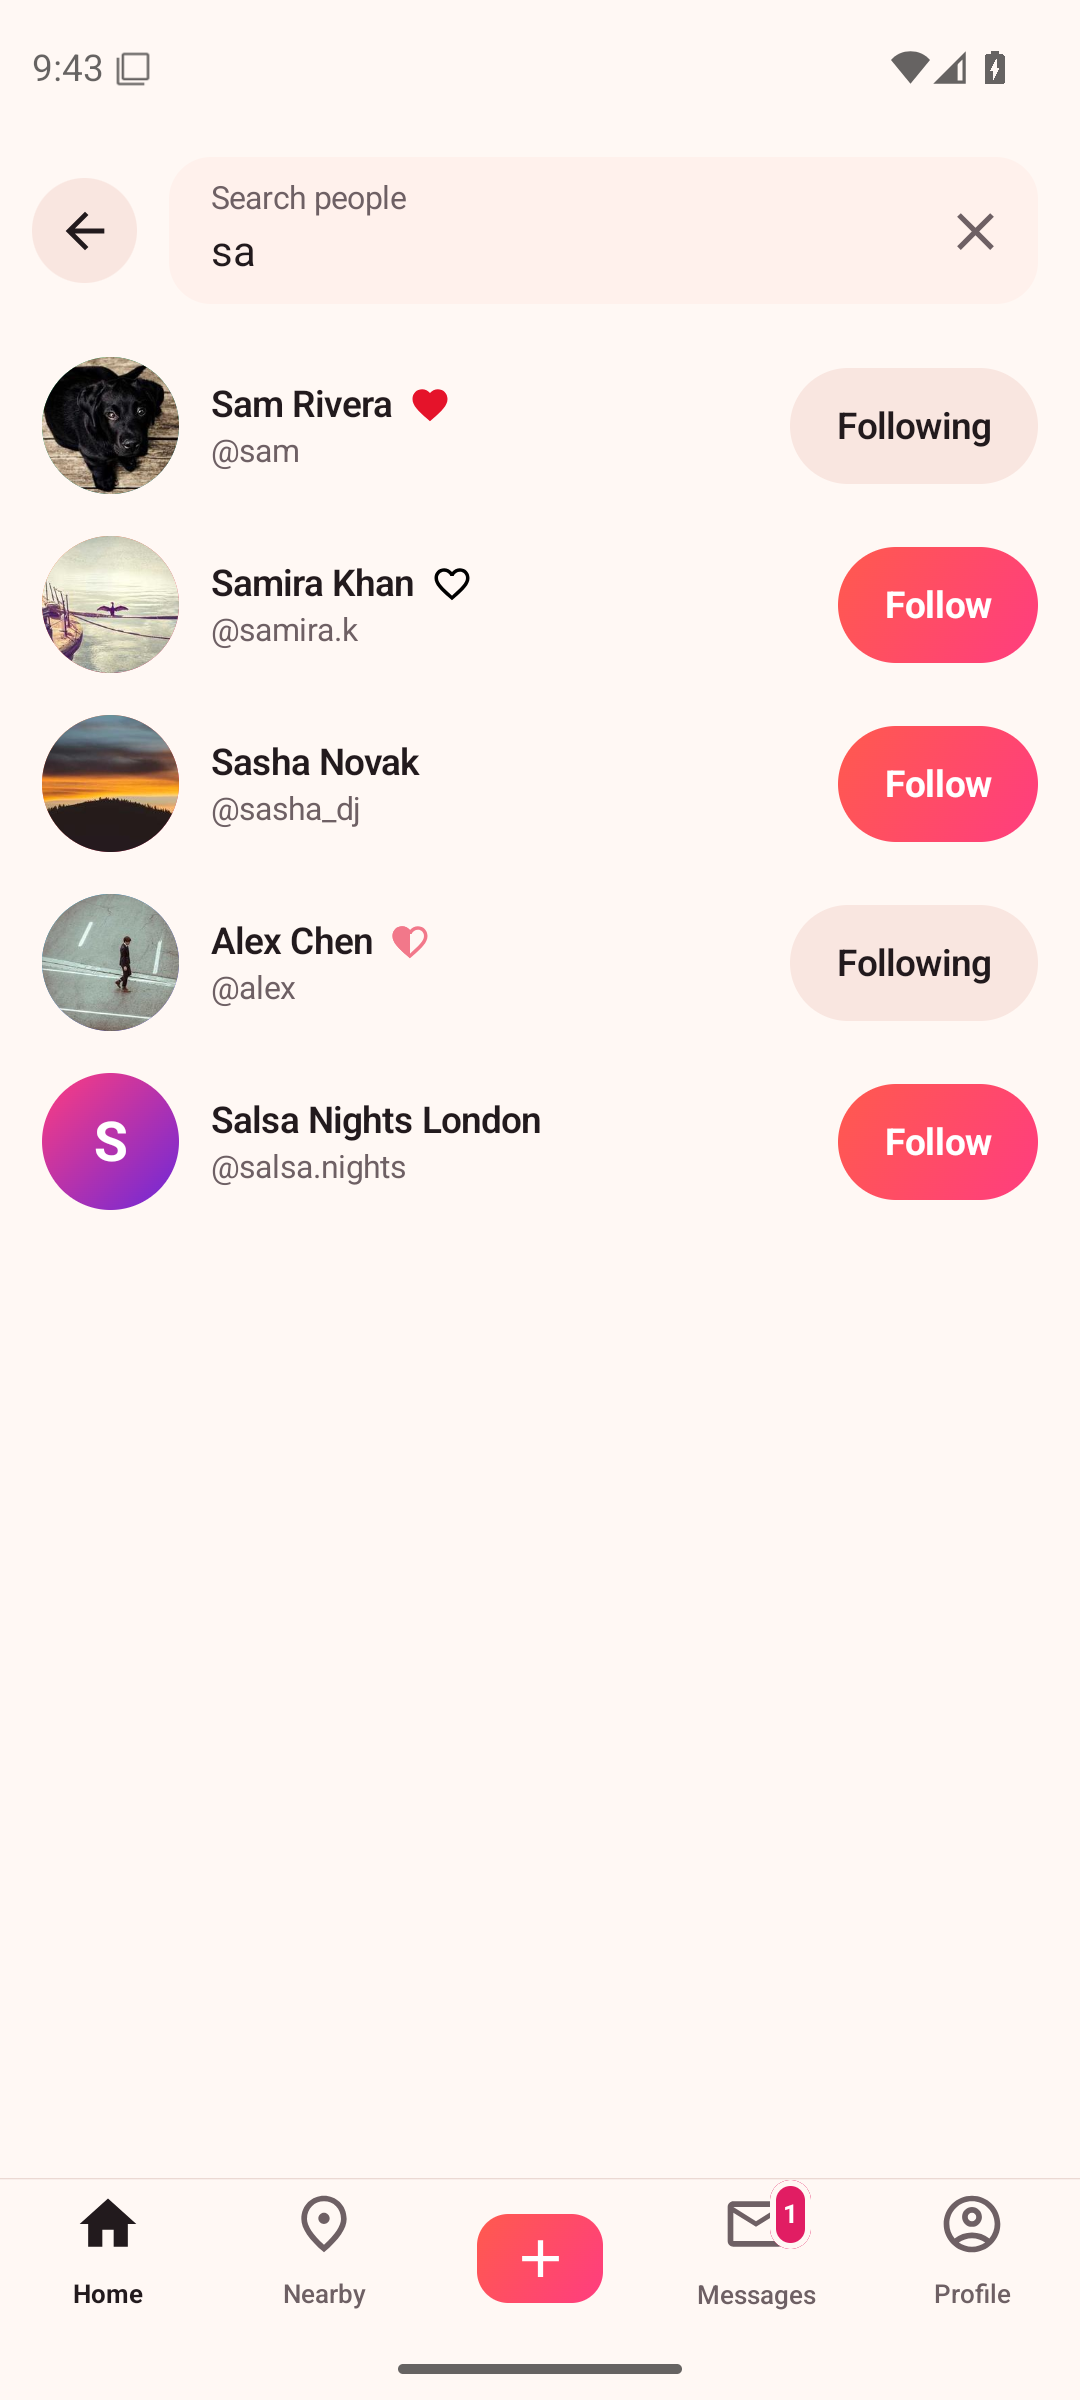 9:43
Search people
sa
Sam Rivera
@sam
Following
Samira Khan
@samira.k
Follow
Sasha Novak
@sasha_dj
Follow
Alex Chen
@alex
Following
S
Salsa Nights London
@salsa.nights
Follow
1
Home
Nearby
Messages
Profile